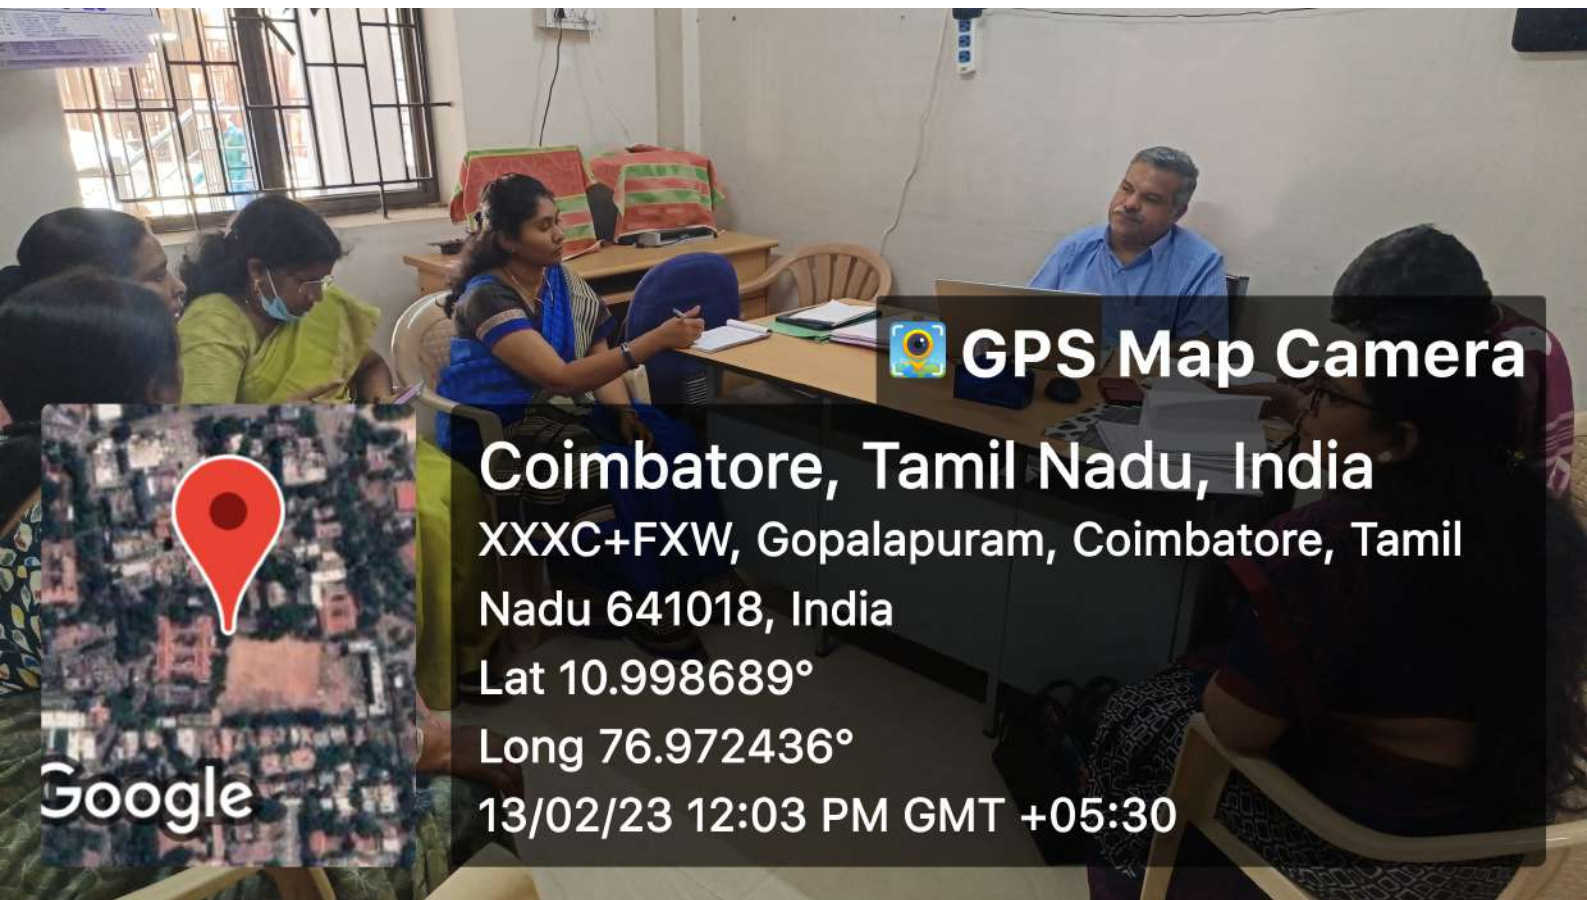 GPS Map Camera
Coimbatore, Tamil Nadu, India
XXXC+FXW, Gopalapuram, Coimbatore, Tamil
Nadu 641018, India
Lat 10.998689°
Long 76.972436°
13/02/23 12:03 PM GMT +05:30
Google